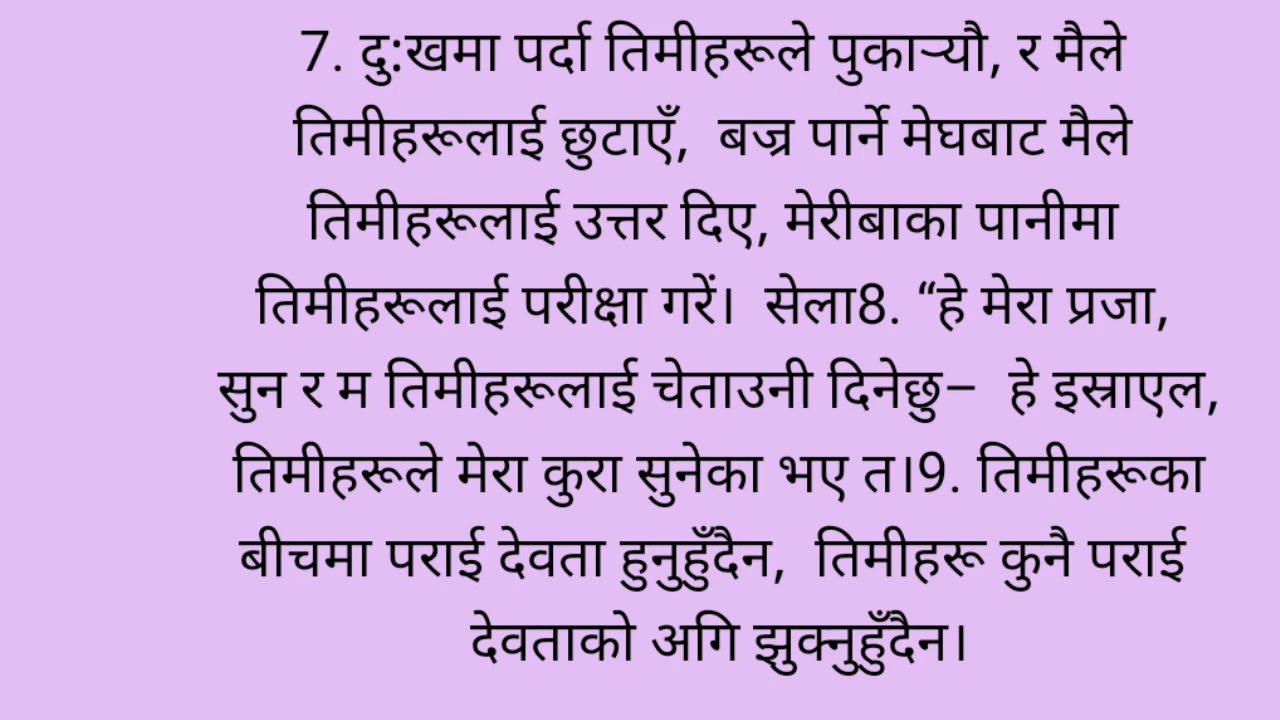 7. दु:खमा पर्दा तिमीहरूले पुकार्‍यौ, र मैले
तिमीहरूलाई छुटाएँ,  बज्र पार्ने मेघबाट मैले
तिमीहरूलाई उत्तर दिए, मेरीबाका पानीमा
तिमीहरूलाई परीक्षा गरें।  सेला8. “हे मेरा प्रजा,
सुन र म तिमीहरूलाई चेताउनी दिनेछु–  हे इस्राएल,
तिमीहरूले मेरा कुरा सुनेका भए त।9. तिमीहरूका
बीचमा पराई देवता हुनुहुँदैन,  तिमीहरू कुनै पराई
देवताको अगि झुक्नुहुँदैन।